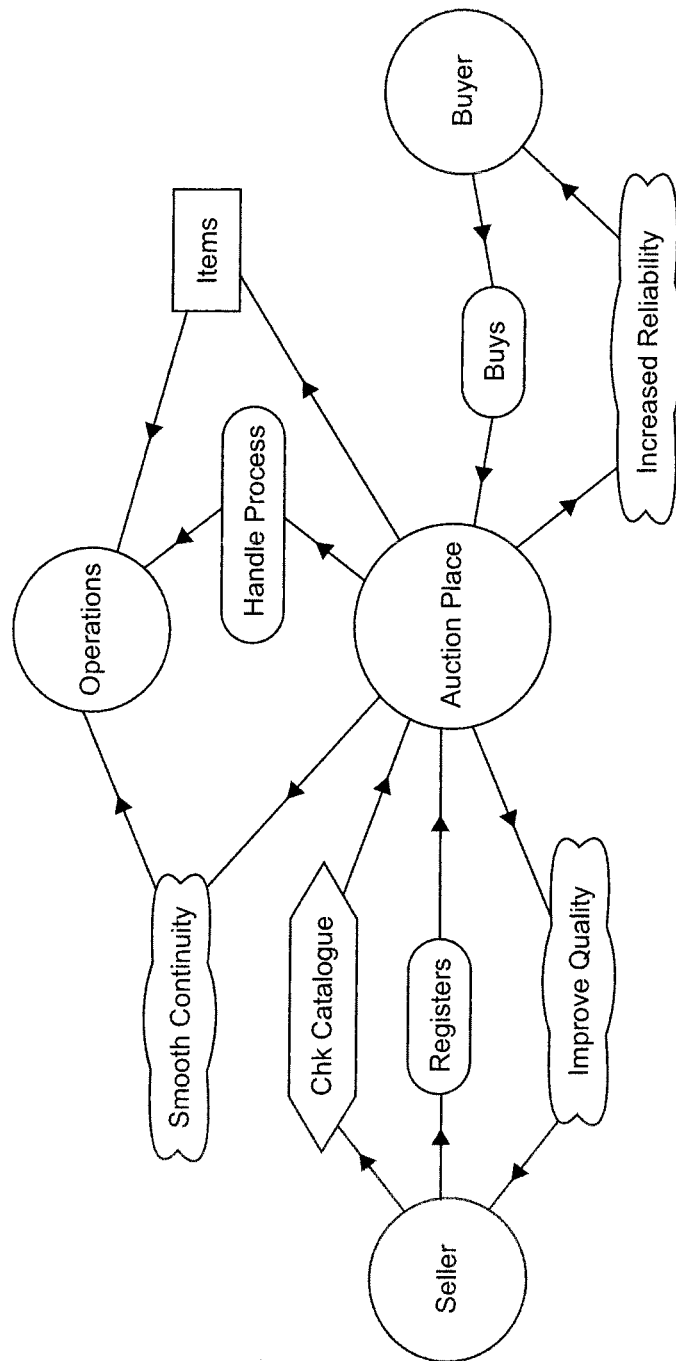 Operations
Smooth Continuity
Items
Handle Process
Chk Catalogue
Seller
Registers
Auction Place
Buys
Buyer
Improve Quality
Increased Reliability